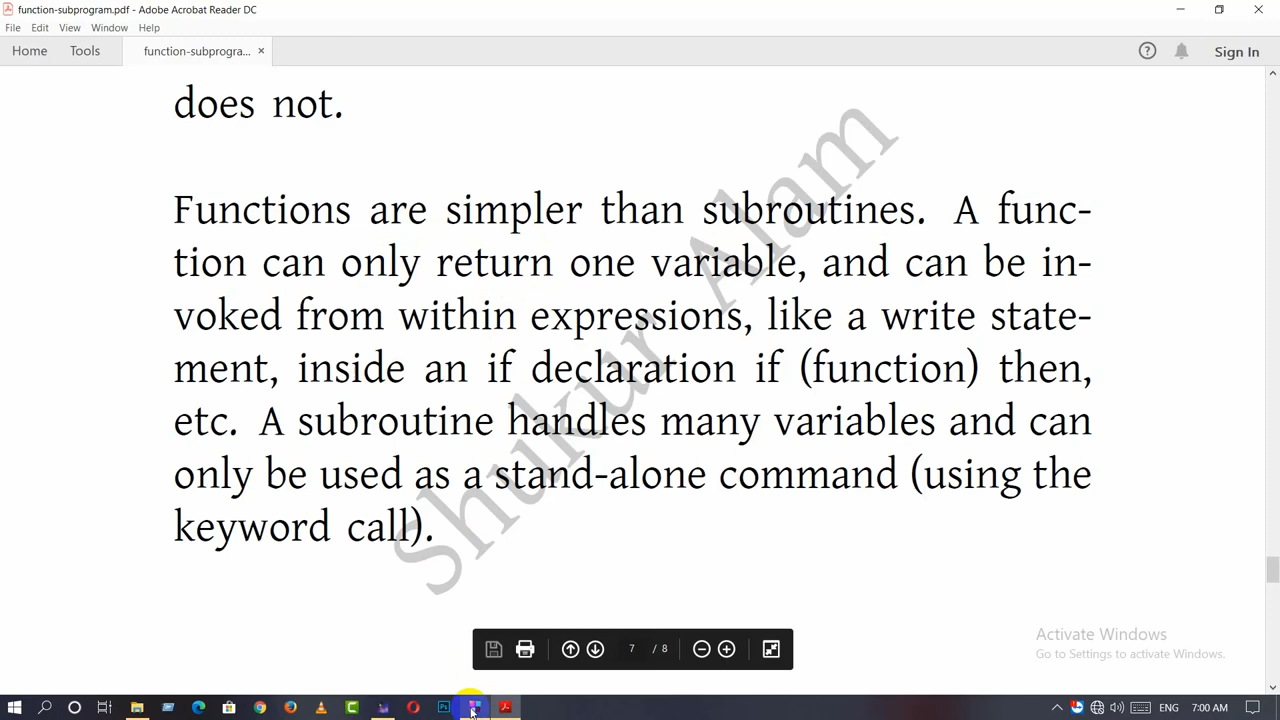 function-subprogram.pdf - Adobe Acrobat Reader DC
File Edit View Window Help
Home Tools function-subprogra... × Sign In
does not.
Functions are simpler than subroutines. A func-
tion can only return one variable, and can be in-
voked from within expressions, like a write state-
ment, inside an if declaration if (function) then,
etc. A subroutine handles many variables and can
only be used as a stand-alone command (using the
keyword call).
Shukur Alam
7 / 8
Activate Windows
Go to Settings to activate Windows.
Ps
ENG 7:00 AM